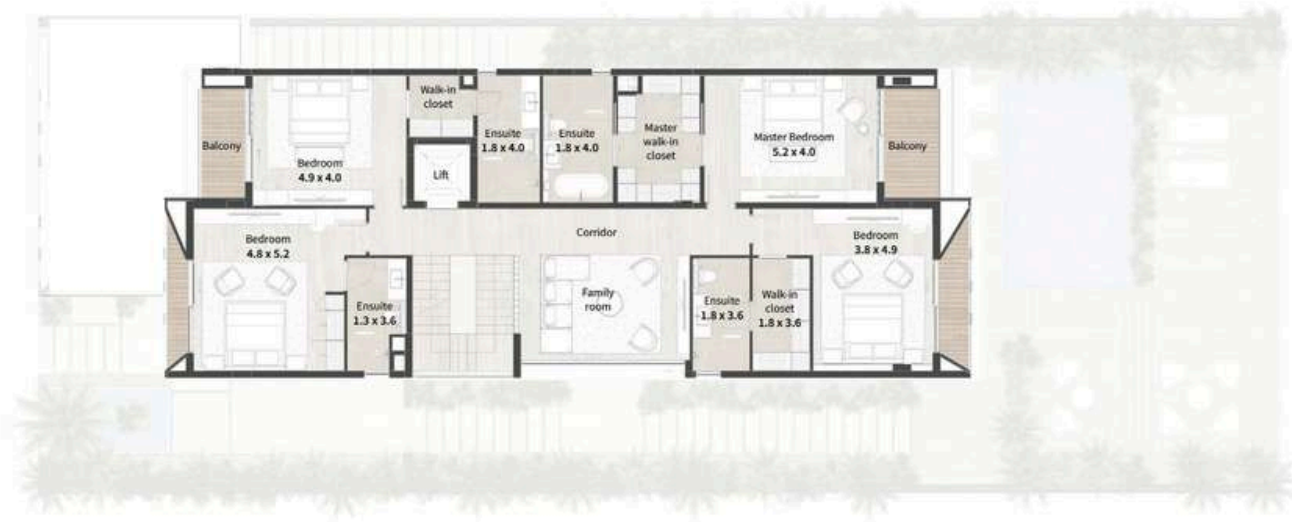 Balcony
Bedroom
4.9 x 4.0
Walk-in
closet
Lift
Ensuite
1.8 x 4.0
Ensuite
1.8 x 4.0
Master
walk-in
closet
Master Bedroom
5.2 x 4.0
Balcony
Bedroom
4.8 x 5.2
Ensuite
1.3 x 3.6
Corridor
Family
room
Ensuite
1.8 x 3.6
Walk-in
closet
1.8 x 3.6
Bedroom
3.8 x 4.9